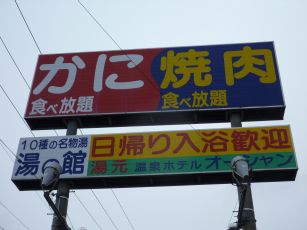 かに 焼肉
食べ放題 食べ放題
10種の名物湯
湯の館
日帰り入浴歓迎
湯元 温泉ホテルオーシャン